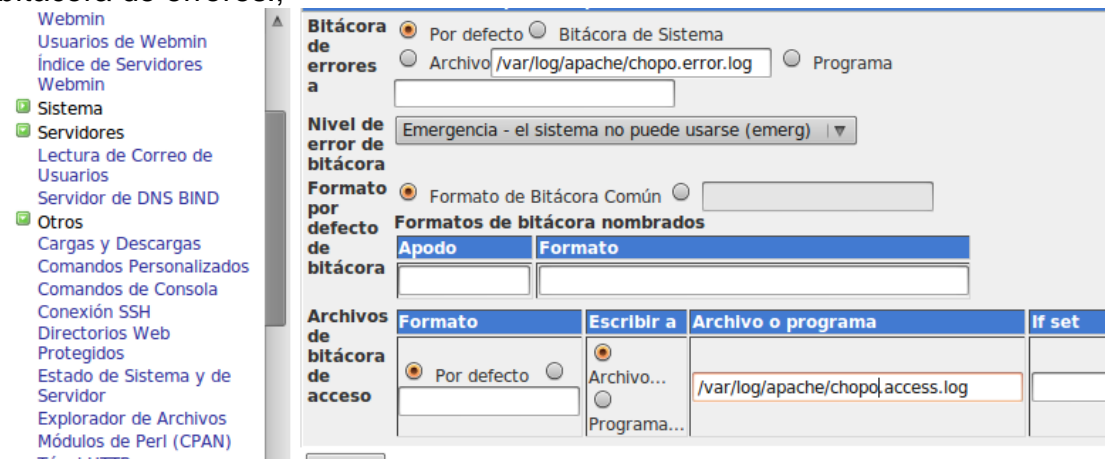 bitácora de errores.,
Webmin
Usuarios de Webmin
Índice de Servidores
Webmin
Sistema
Servidores
Lectura de Correo de
Usuarios
Servidor de DNS BIND
Otros
Cargas y Descargas
Comandos Personalizados
Comandos de Consola
Conexión SSH
Directorios Web
Protegidos
Estado de Sistema y de
Servidor
Explorador de Archivos
Módulos de Perl (CPAN)
Bitácora de errores a
Por defecto Bitácora de Sistema
Archivo /var/log/apache/chopo.error.log Programa
Nivel de error de bitácora
Emergencia - el sistema no puede usarse (emerg)
Formato por defecto de bitácora
Formato de Bitácora Común
Formatos de bitácora nombrados
Apodo Formato
Archivos de bitácora de acceso
Formato Escribir a Archivo o programa If set
Por defecto
Archivo...
Programa...
/var/log/apache/chopo.access.log